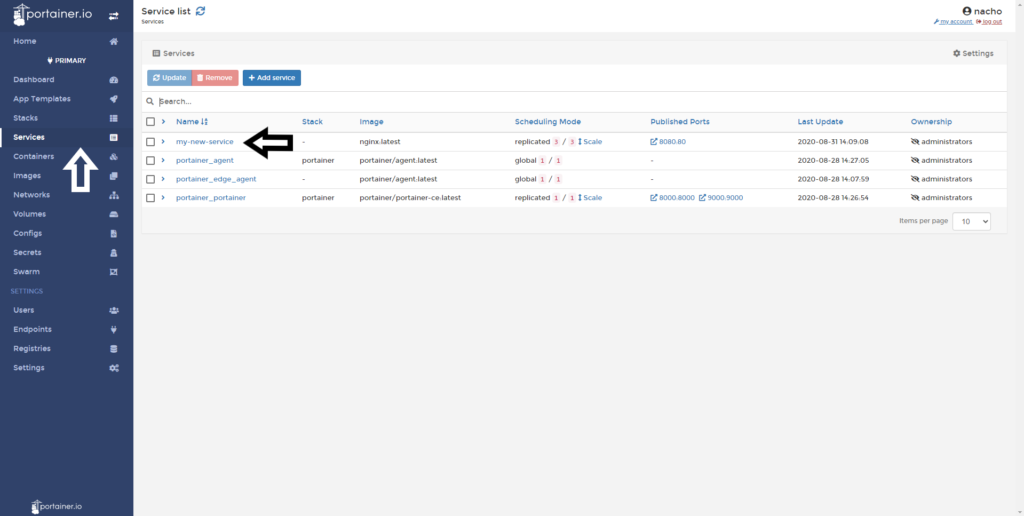 portainer.io
Home
PRIMARY
Dashboard
App Templates
Stacks
Services
Containers
Images
Networks
Volumes
Configs
Secrets
Swarm
SETTINGS
Users
Endpoints
Registries
Settings
portainer.io
Service list
Services
nacho
my account log out
Services Settings
Update Remove + Add service
Search...
Name Stack Image Scheduling Mode Published Ports Last Update Ownership
my-new-service - nginx:latest replicated 3 / 3 Scale 8080:80 2020-08-31 14:09:08 administrators
portainer_agent portainer portainer/agent:latest global 1 / 1 - 2020-08-28 14:27:05 administrators
portainer_edge_agent - portainer/agent:latest global 1 / 1 - 2020-08-28 14:07:59 administrators
portainer_portainer portainer portainer/portainer-ce:latest replicated 1 / 1 Scale 8000:8000 9000:9000 2020-08-28 14:26:54 administrators
Items per page 10